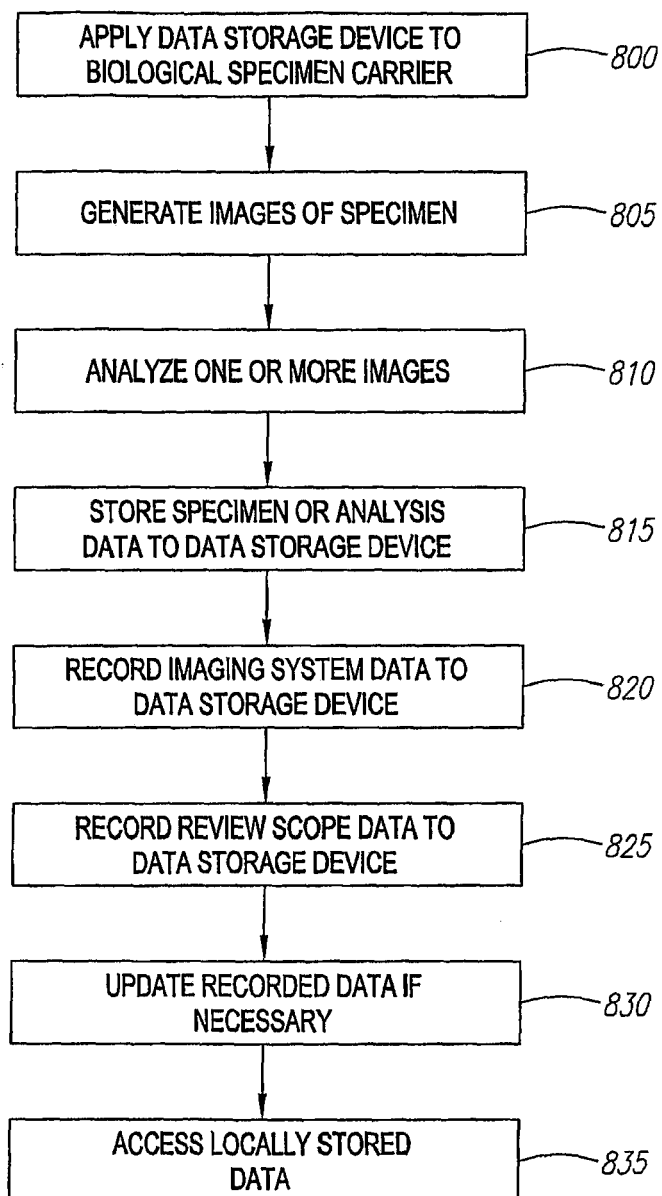 APPLY DATA STORAGE DEVICE TO
BIOLOGICAL SPECIMEN CARRIER
800
GENERATE IMAGES OF SPECIMEN
805
ANALYZE ONE OR MORE IMAGES
810
STORE SPECIMEN OR ANALYSIS
DATA TO DATA STORAGE DEVICE
815
RECORD IMAGING SYSTEM DATA TO
DATA STORAGE DEVICE
820
RECORD REVIEW SCOPE DATA TO
DATA STORAGE DEVICE
825
UPDATE RECORDED DATA IF
NECESSARY
830
ACCESS LOCALLY STORED
DATA
835